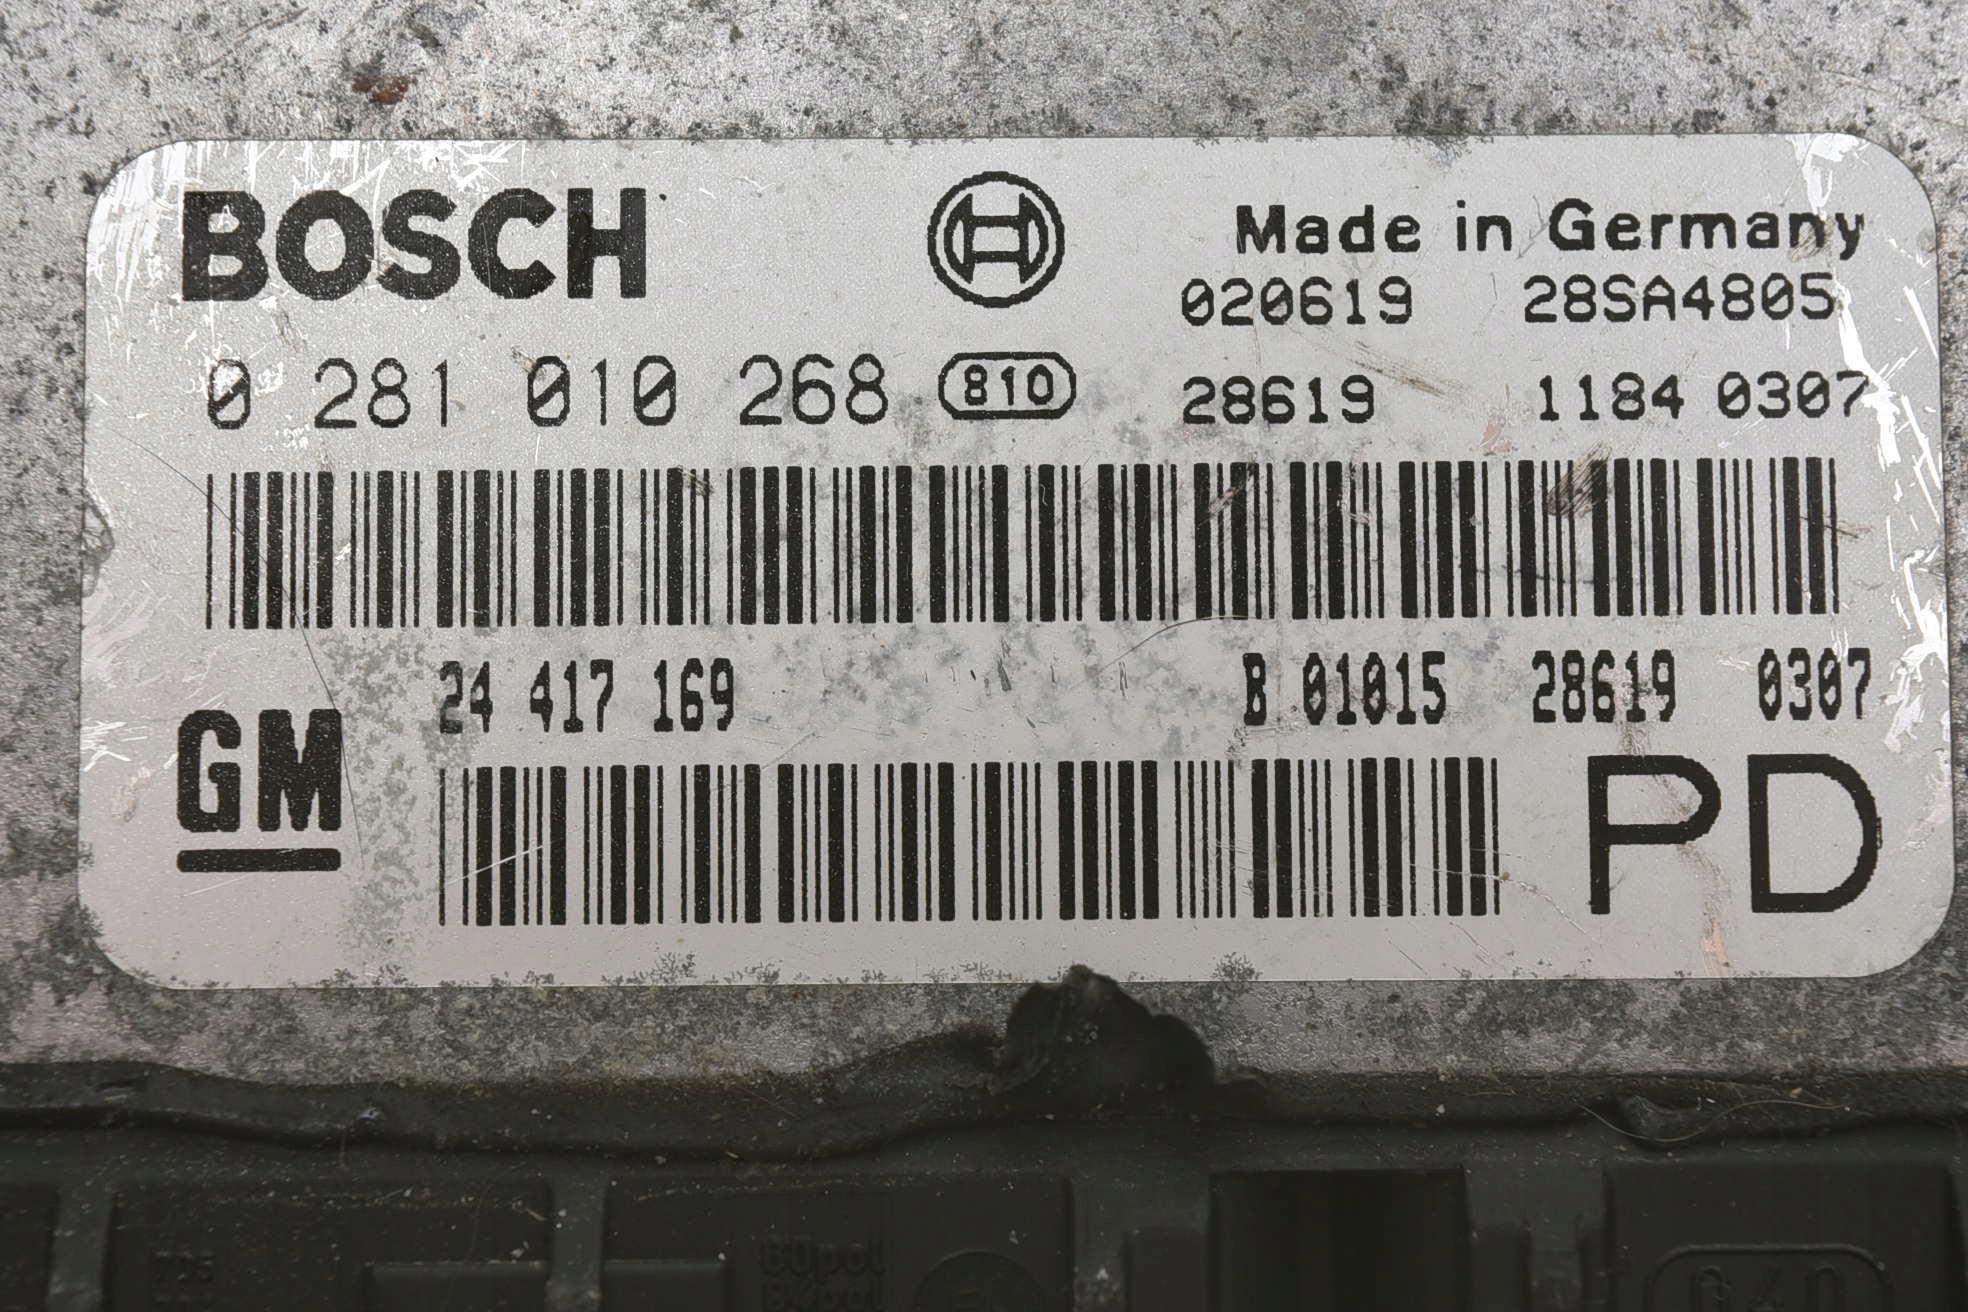 BOSCH
Made in Germany
020619 28SA4805
0 281 010 268 810 28619 1184 0307
24 417 169 B 01015 28619 0307
GM
PD